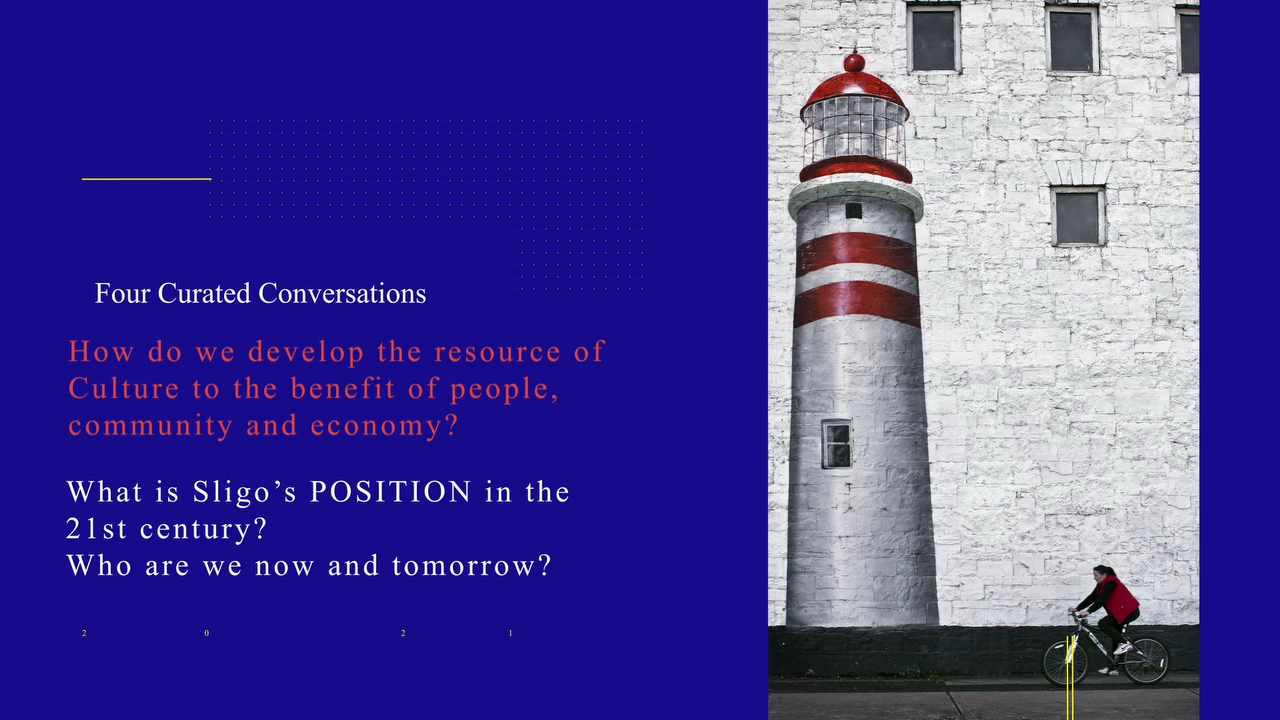 Four Curated Conversations
How do we develop the resource of
Culture to the benefit of people,
community and economy?
What is Sligo’s POSITION in the
21st century?
Who are we now and tomorrow?
2 0 2 1